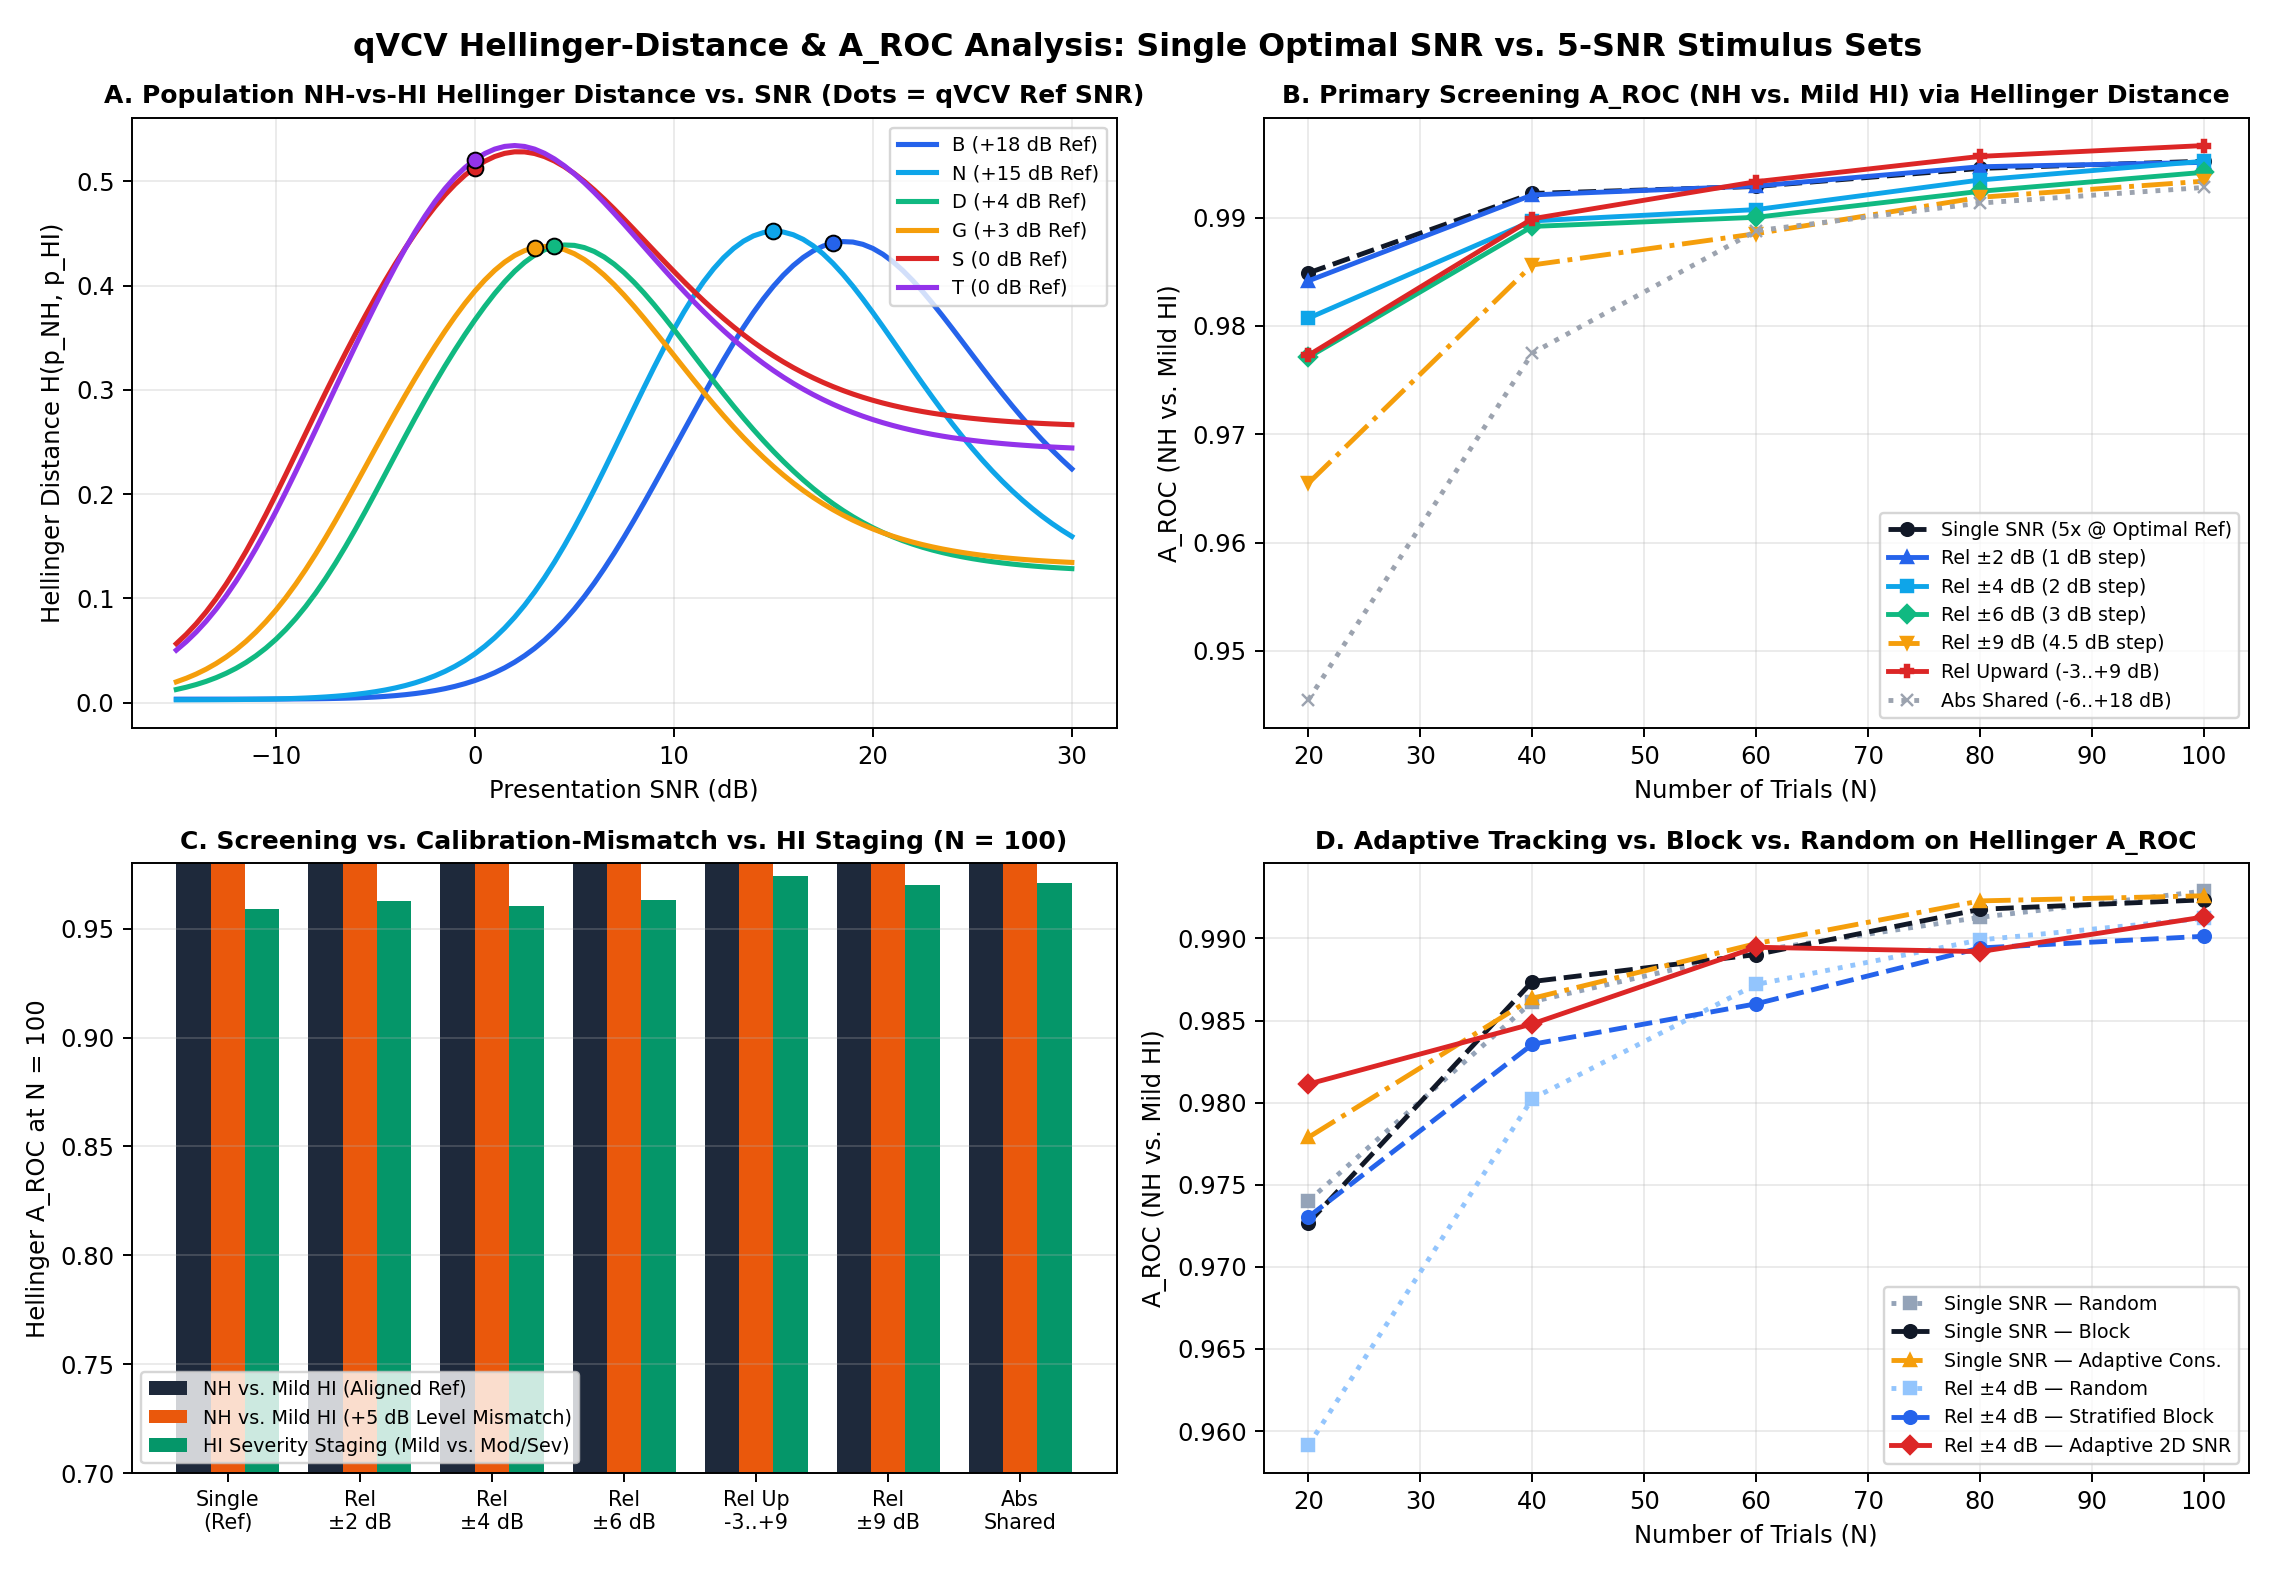 qVCV Hellinger-Distance & A_ROC Analysis: Single Optimal SNR vs. 5-SNR Stimulus Sets
A. Population NH-vs-HI Hellinger Distance vs. SNR (Dots = qVCV Ref SNR)
Hellinger Distance H(p_NH, p_HI)
0.5
0.4
0.3
0.2
0.1
0.0
B (+18 dB Ref)
N (+15 dB Ref)
D (+4 dB Ref)
G (+3 dB Ref)
S (0 dB Ref)
T (0 dB Ref)
−10
0
10
20
30
Presentation SNR (dB)
B. Primary Screening A_ROC (NH vs. Mild HI) via Hellinger Distance
A_ROC (NH vs. Mild HI)
0.99
0.98
0.97
0.96
0.95
Single SNR (5x @ Optimal Ref)
Rel ±2 dB (1 dB step)
Rel ±4 dB (2 dB step)
Rel ±6 dB (3 dB step)
Rel ±9 dB (4.5 dB step)
Rel Upward (-3..+9 dB)
Abs Shared (-6..+18 dB)
20
30
40
50
60
70
80
90
100
Number of Trials (N)
C. Screening vs. Calibration-Mismatch vs. HI Staging (N = 100)
Hellinger A_ROC at N = 100
0.95
0.90
0.85
0.80
0.75
0.70
NH vs. Mild HI (Aligned Ref)
NH vs. Mild HI (+5 dB Level Mismatch)
HI Severity Staging (Mild vs. Mod/Sev)
Single
(Ref)
Rel
±2 dB
Rel
±4 dB
Rel
±6 dB
Rel Up
-3..+9
Rel
±9 dB
Abs
Shared
D. Adaptive Tracking vs. Block vs. Random on Hellinger A_ROC
A_ROC (NH vs. Mild HI)
0.990
0.985
0.980
0.975
0.970
0.965
0.960
Single SNR — Random
Single SNR — Block
Single SNR — Adaptive Cons.
Rel ±4 dB — Random
Rel ±4 dB — Stratified Block
Rel ±4 dB — Adaptive 2D SNR
20
30
40
50
60
70
80
90
100
Number of Trials (N)